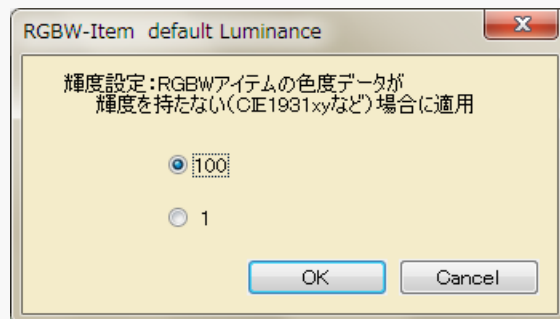 RGBW-Item default Luminance
輝度設定：RGBWアイテムの色度データが
輝度を持たない（CIE1931xyなど）場合に適用
100
1
OK Cancel